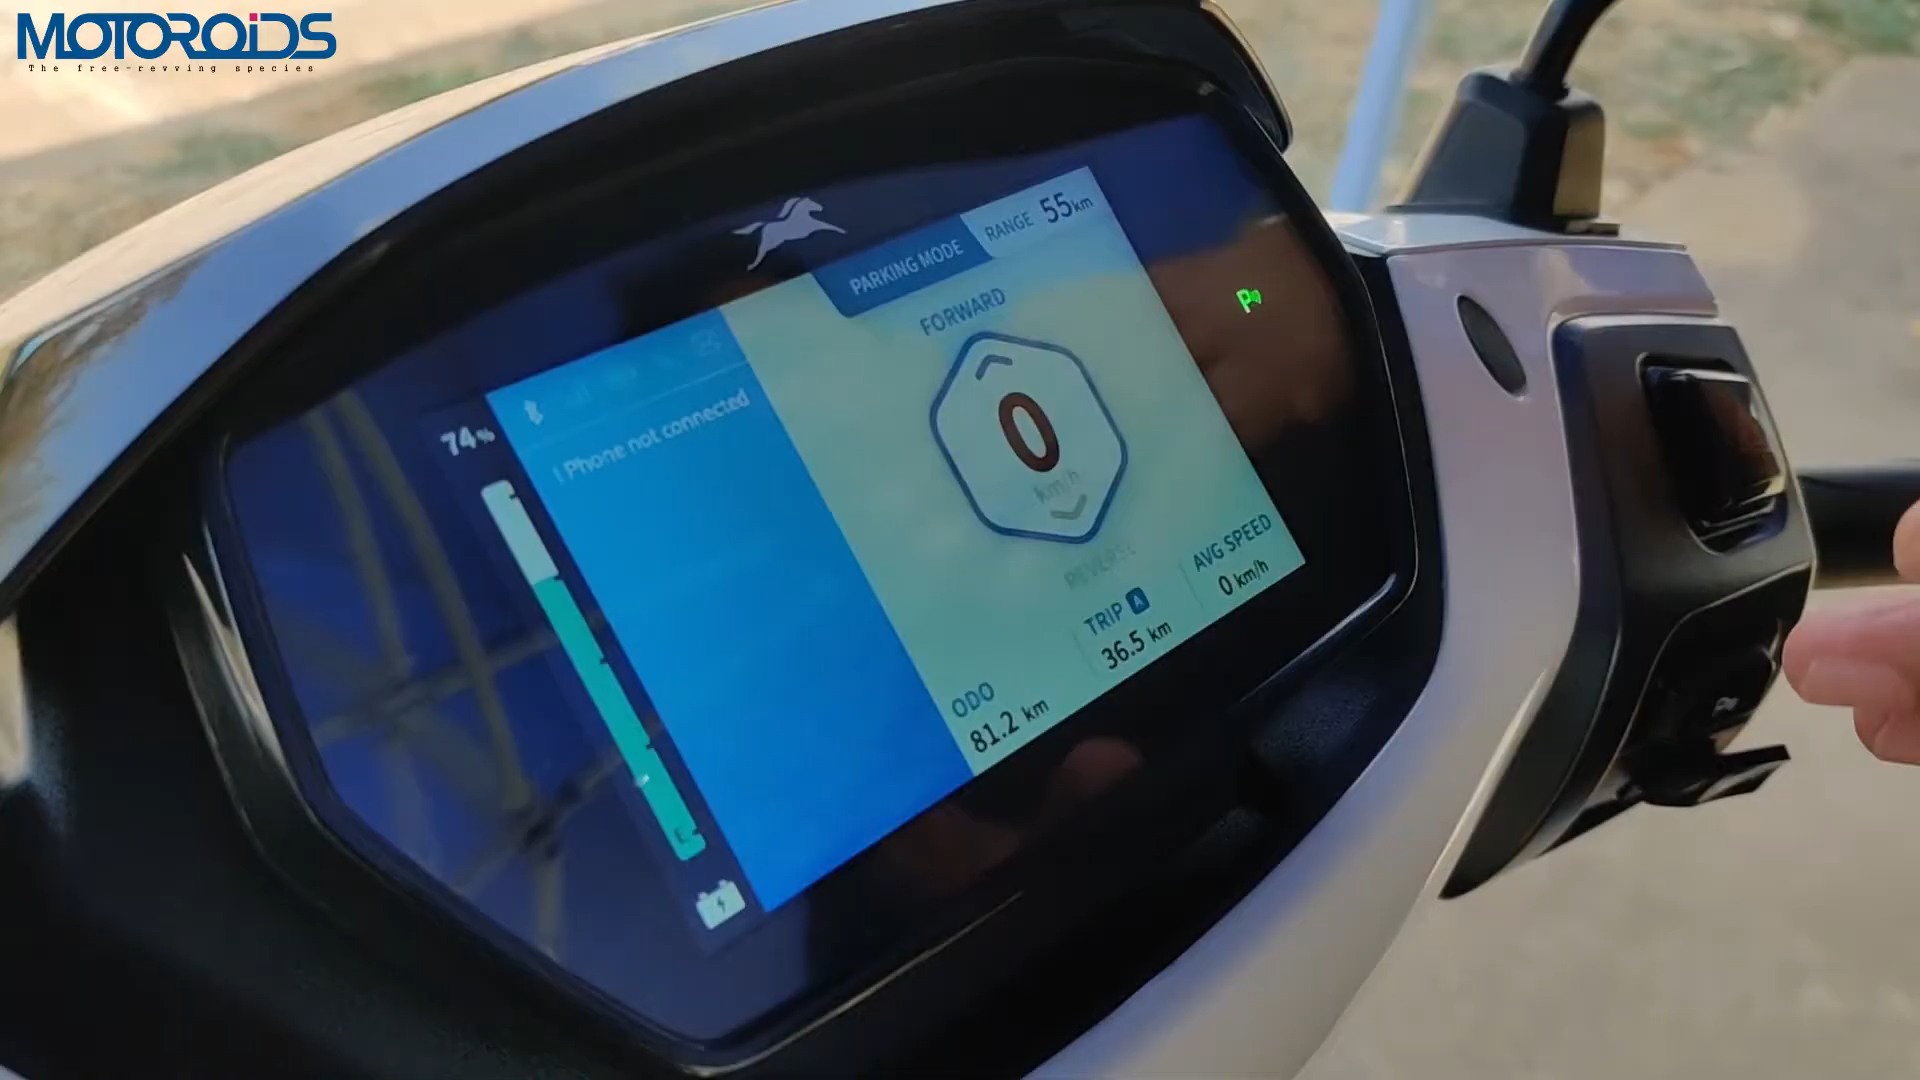 MOTOROiDS
The free-revving species
PARKING MODE
RANGE 55km
FORWARD
74%
! Phone not connected
0
km/h
REVERSE
AVG SPEED
0 km/h
TRIP A
36.5 km
ODO
81.2 km
P
E